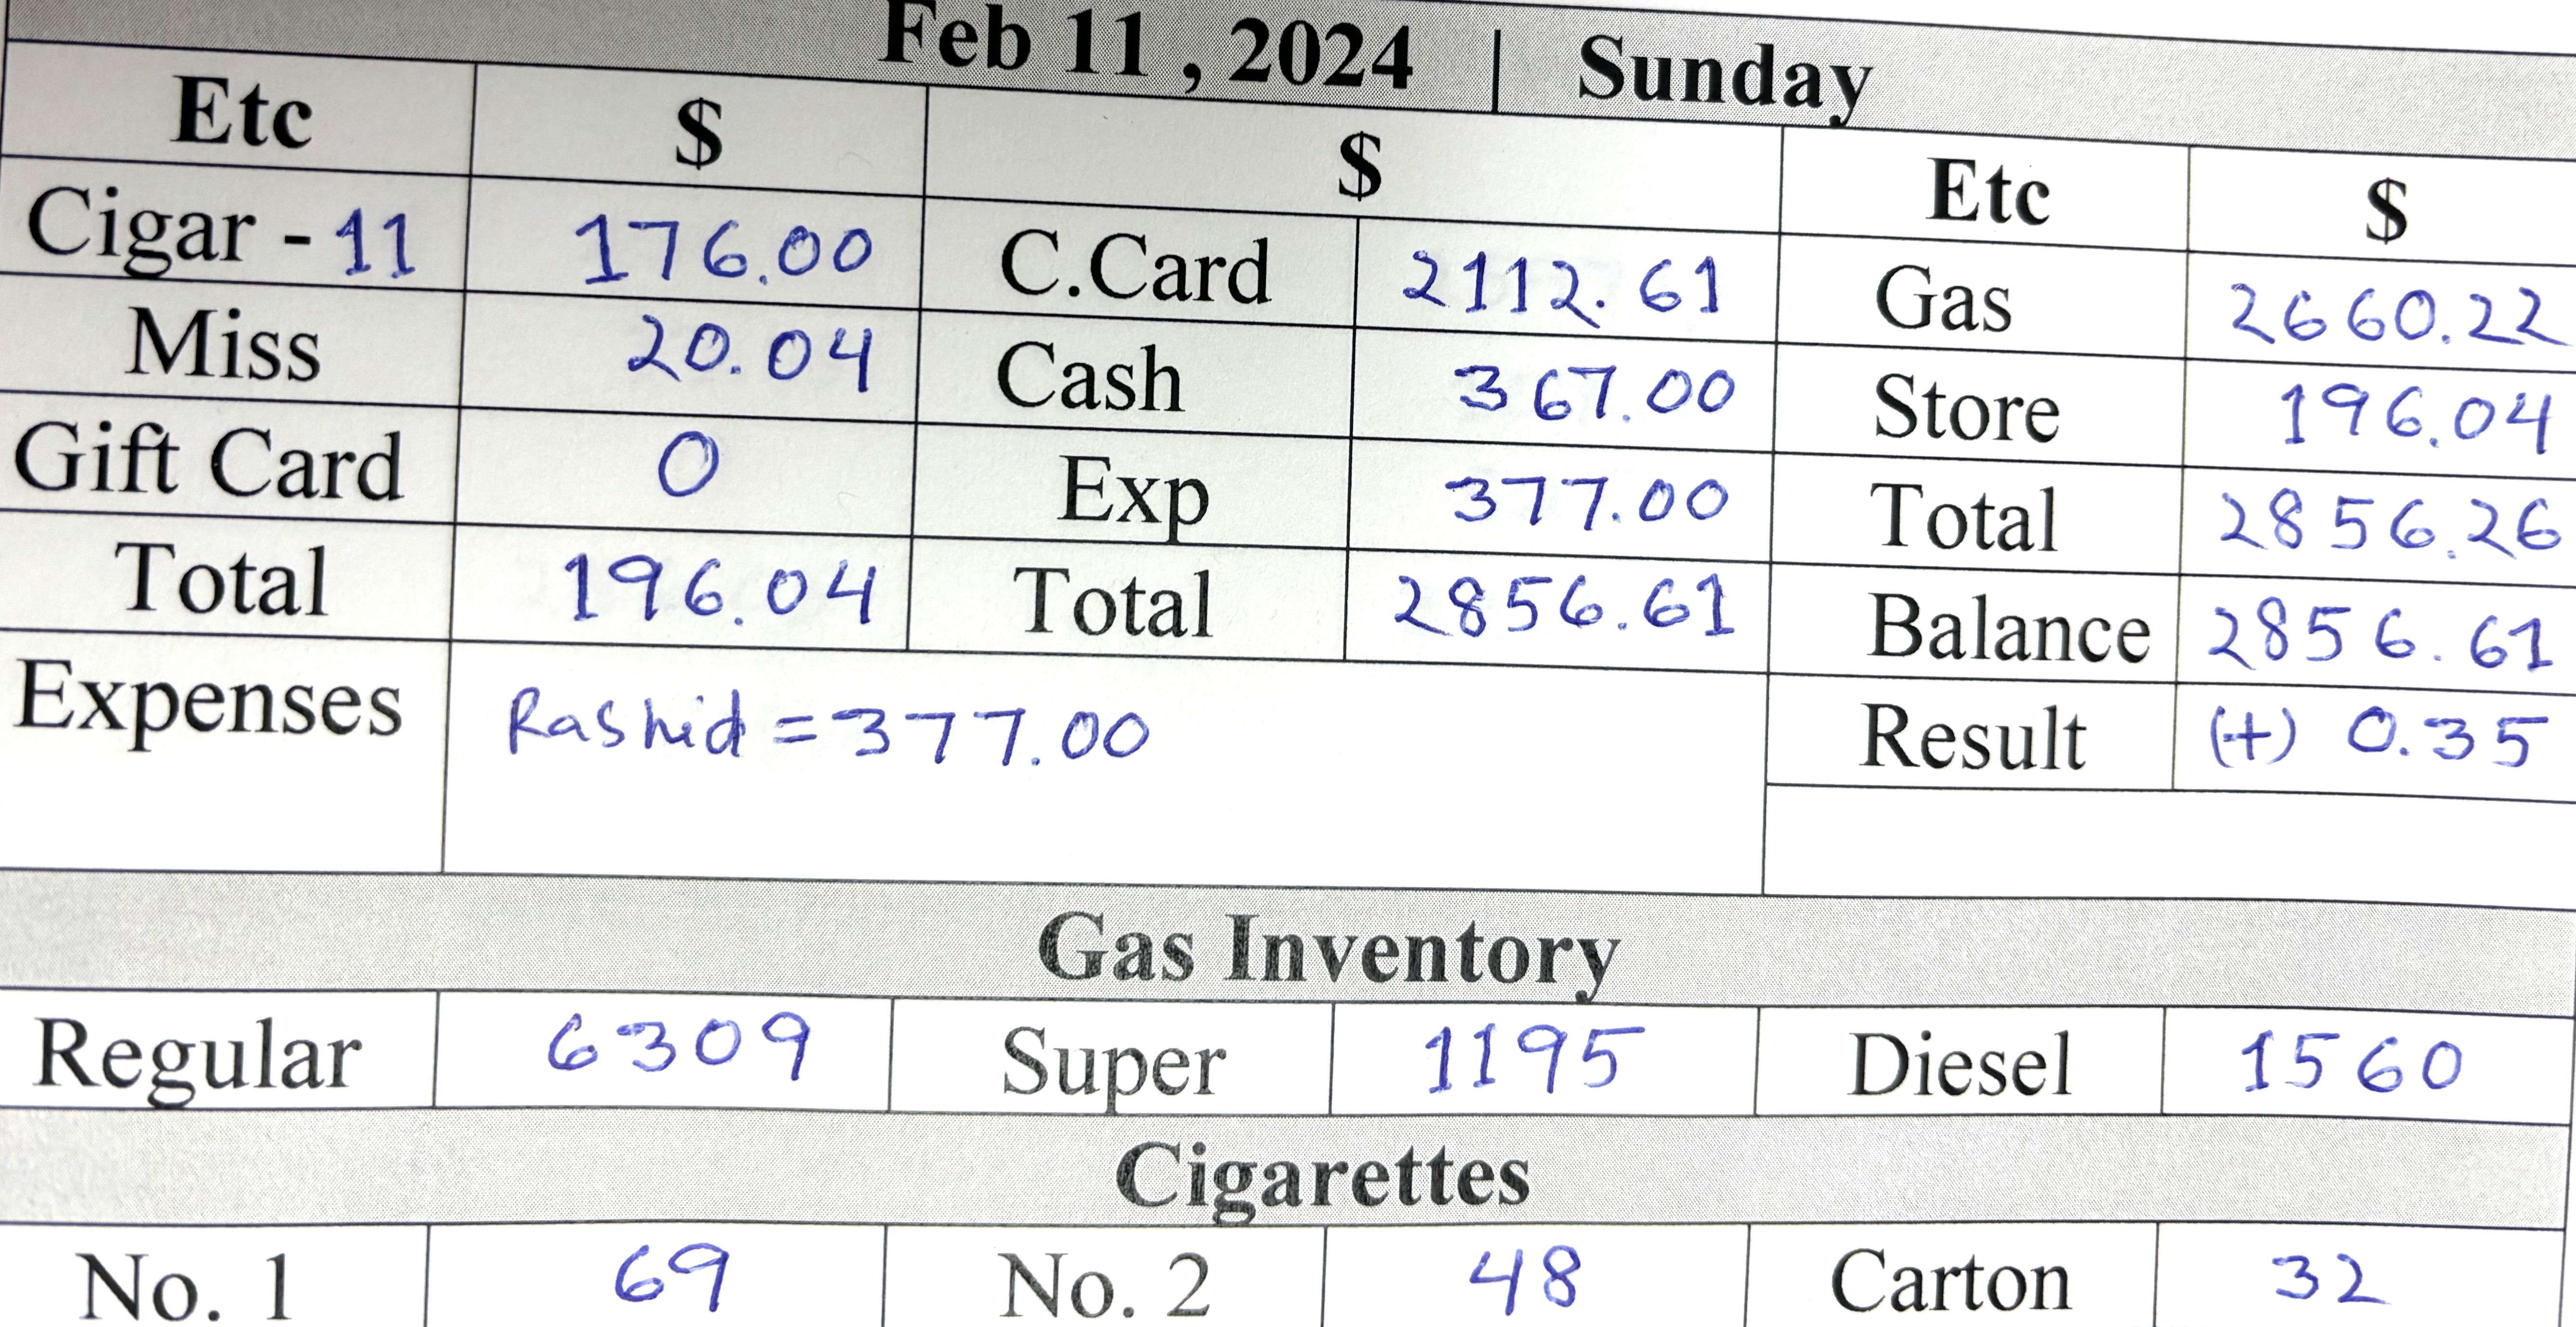 Feb 11 , 2024 | Sunday
Etc $ $ Etc $
Cigar - 11 176.00 C.Card 2112.61 Gas 2660.22
Miss 20.04 Cash 367.00 Store 196.04
Gift Card 0 Exp 377.00 Total 2856.26
Total 196.04 Total 2856.61 Balance 2856.61
Expenses Rashid = 377.00 Result (+) 0.35
Gas Inventory
Regular 6309 Super 1195 Diesel 1560
Cigarettes
No. 1 69 No. 2 48 Carton 32